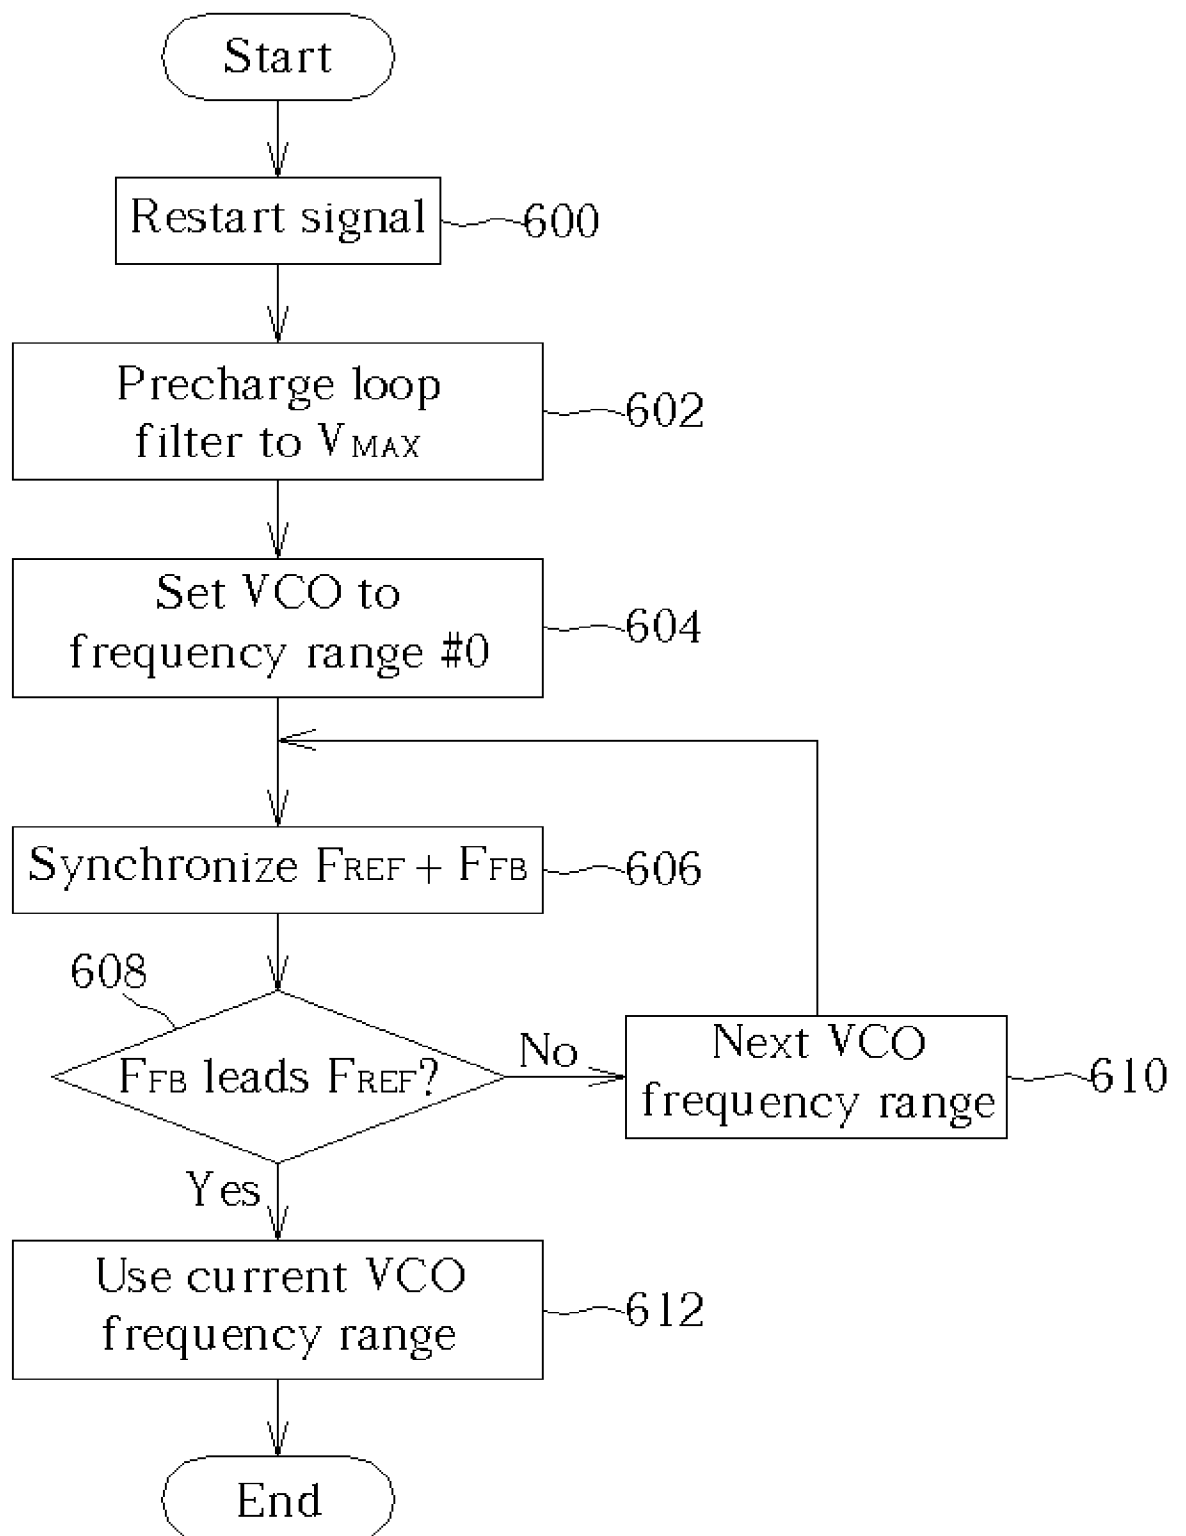 Start
Restart signal
600
Precharge loop
filter to VMAX
602
Set VCO to
frequency range #0
604
Synchronize FREF + FFB
606
608
FFB leads FREF?
No
Next VCO
frequency range
610
Yes
Use current VCO
frequency range
612
End